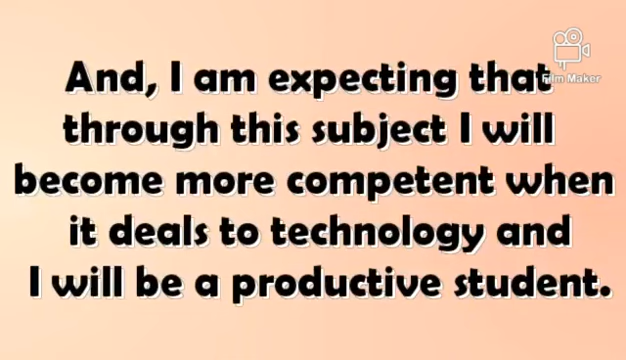 And, I am expecting that
Film Maker
through this subject I will
become more competent when
it deals to technology and
I will be a productive student.